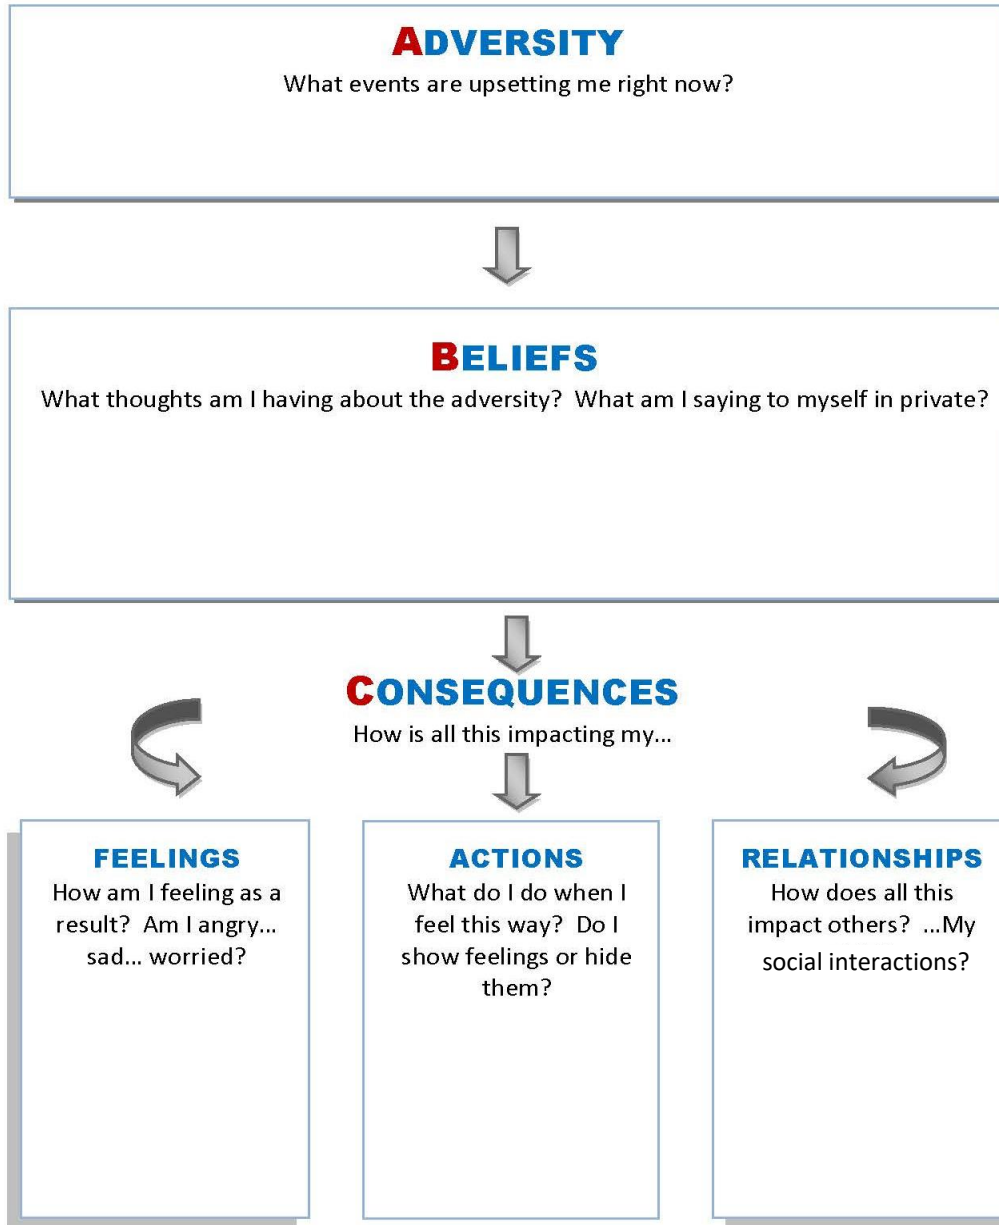 ADVERSITY
What events are upsetting me right now?
BELIEFS
What thoughts am I having about the adversity? What am I saying to myself in private?
CONSEQUENCES
How is all this impacting my...
FEELINGS
How am I feeling as a
result? Am I angry...
sad... worried?
ACTIONS
What do I do when I
feel this way? Do I
show feelings or hide
them?
RELATIONSHIPS
How does all this
impact others? ...My
social interactions?